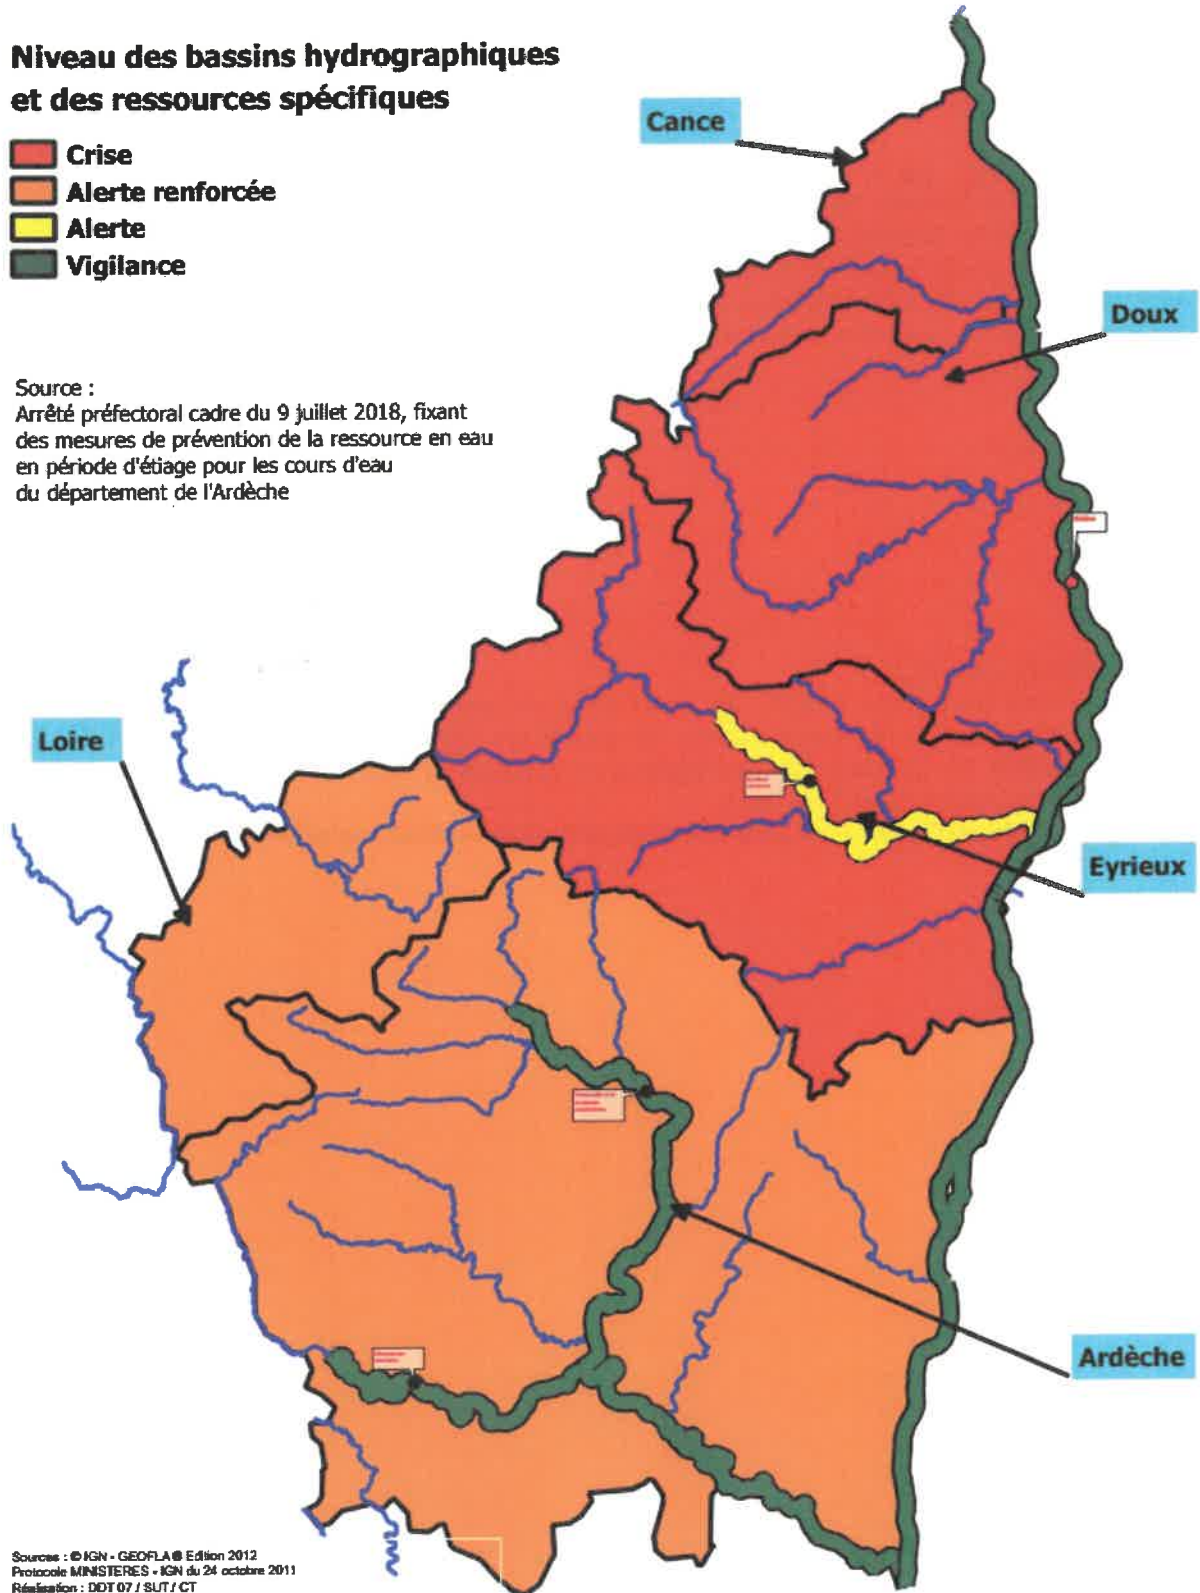 Niveau des bassins hydrographiques
et des ressources spécifiques
Crise
Alerte renforcée
Alerte
Vigilance
Source :
Arrêté préfectoral cadre du 9 juillet 2018, fixant
des mesures de prévention de la ressource en eau
en période d'étiage pour les cours d'eau
du département de l'Ardèche
Cance
Doux
Loire
Eyrieux
Ardèche
Sources : © IGN - GEOFLA® Edition 2012
Protocole MINISTERES - IGN du 24 octobre 2011
Réalisation : DDT 07 / SUT / CT